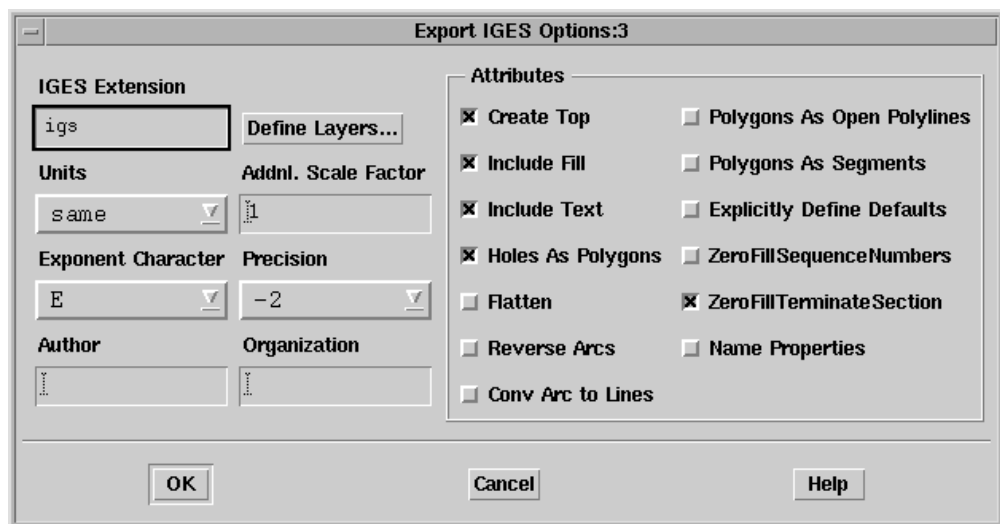 Export IGES Options:3
IGES Extension
igs
Define Layers...
Units
Addnl. Scale Factor
same
1
Exponent Character
Precision
E
-2
Author
Organization
Attributes
Create Top
Polygons As Open Polylines
Include Fill
Polygons As Segments
Include Text
Explicitly Define Defaults
Holes As Polygons
ZeroFillSequenceNumbers
Flatten
ZeroFillTerminateSection
Reverse Arcs
Name Properties
Conv Arc to Lines
OK
Cancel
Help